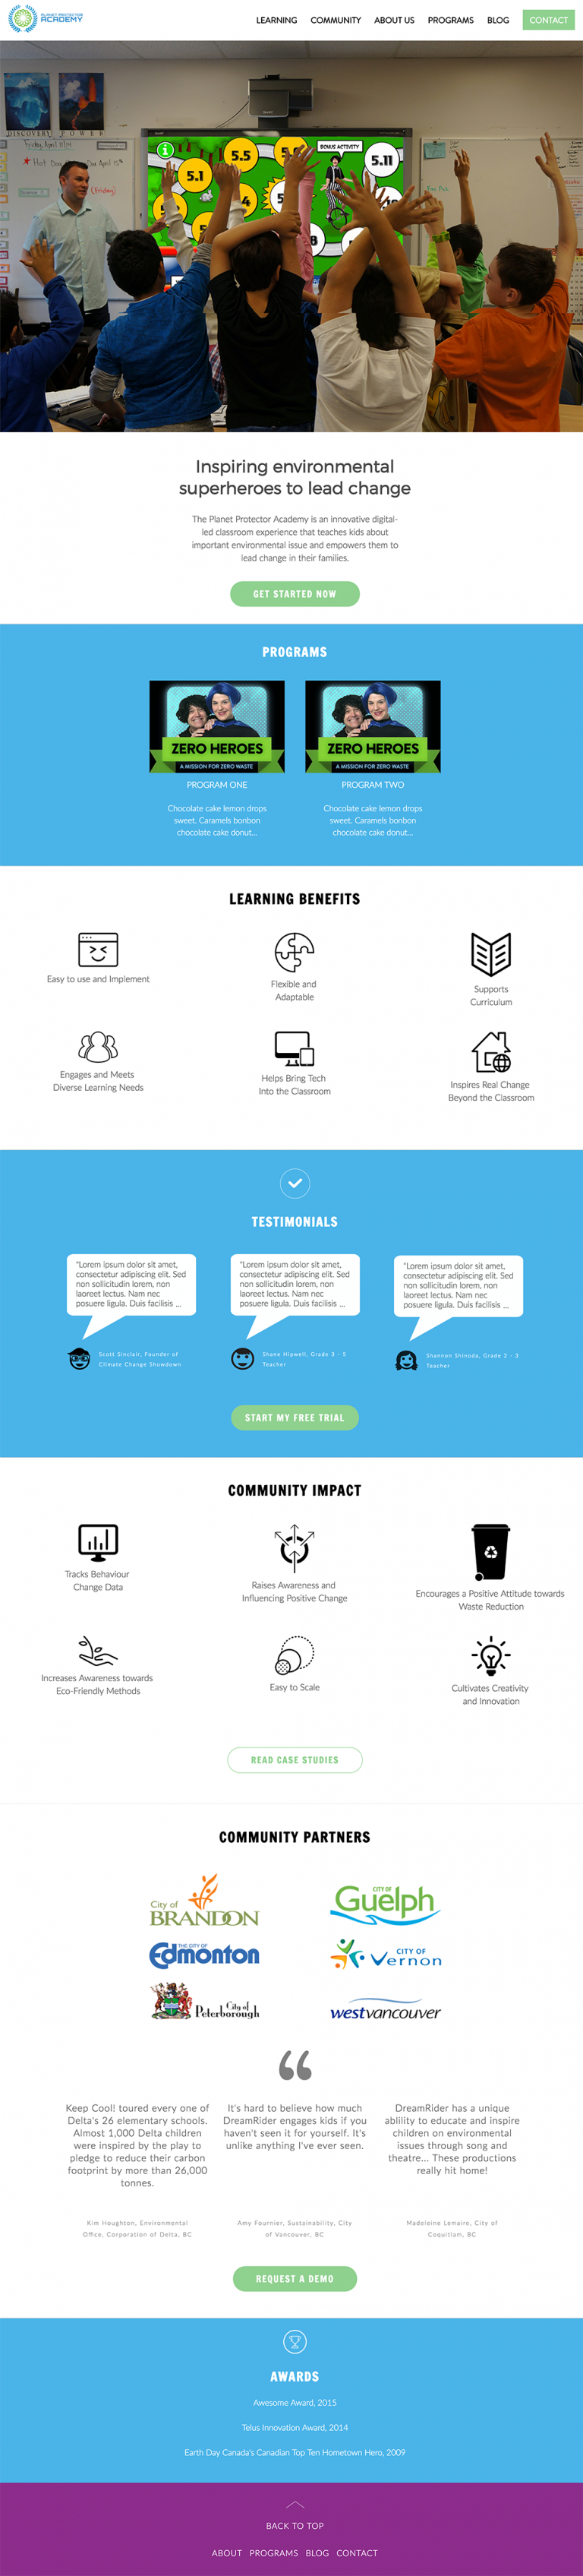 PLANET PROTECTOR
ACADEMY
LEARNING COMMUNITY ABOUT US PROGRAMS BLOG CONTACT
DISCOVERY POWER
5.1
5.5
BONUS ACTIVITY
5.11
Inspiring environmental
superheroes to lead change
The Planet Protector Academy is an innovative digital-
led classroom experience that teaches kids about
important environmental issue and empowers them to
lead change in their families.
GET STARTED NOW
PROGRAMS
ZERO HEROES
A MISSION FOR ZERO WASTE
PROGRAM ONE
Chocolate cake lemon drops
sweet. Caramels bonbon
chocolate cake donut...
ZERO HEROES
A MISSION FOR ZERO WASTE
PROGRAM TWO
Chocolate cake lemon drops
sweet. Caramels bonbon
chocolate cake donut...
LEARNING BENEFITS
Easy to use and Implement
Flexible and
Adaptable
Supports
Curriculum
Engages and Meets
Diverse Learning Needs
Helps Bring Tech
Into the Classroom
Inspires Real Change
Beyond the Classroom
TESTIMONIALS
"Lorem ipsum dolor sit amet,
consectetur adipiscing elit. Sed
non sollicitudin lorem, non
laoreet lectus. Nam nec
posuere ligula. Duis facilisis ...
Scott Sinclair, Founder of
Climate Change Showdown
"Lorem ipsum dolor sit amet,
consectetur adipiscing elit. Sed
non sollicitudin lorem, non
laoreet lectus. Nam nec
posuere ligula. Duis facilisis ...
Shane Hipwell, Grade 3 - 5
Teacher
"Lorem ipsum dolor sit amet,
consectetur adipiscing elit. Sed
non sollicitudin lorem, non
laoreet lectus. Nam nec
posuere ligula. Duis facilisis ...
Shannon Shinoda, Grade 2 - 3
Teacher
START MY FREE TRIAL
COMMUNITY IMPACT
Tracks Behaviour
Change Data
Raises Awareness and
Influencing Positive Change
Encourages a Positive Attitude towards
Waste Reduction
Increases Awareness towards
Eco-Friendly Methods
Easy to Scale
Cultivates Creativity
and Innovation
READ CASE STUDIES
COMMUNITY PARTNERS
City of
BRANDON
CITY OF
Guelph
THE CITY OF
Edmonton
CITY OF
Vernon
City of
Peterborough
westvancouver
“
Keep Cool! toured every one of
Delta's 26 elementary schools.
Almost 1,000 Delta children
were inspired by the play to
pledge to reduce their carbon
footprint by more than 26,000
tonnes.
Kim Houghton, Environmental
Office, Corporation of Delta, BC
It's hard to believe how much
DreamRider engages kids if you
haven't seen it for yourself. It's
unlike anything I've ever seen.
Amy Fournier, Sustainability, City
of Vancouver, BC
DreamRider has a unique
ablility to educate and inspire
children on environmental
issues through song and
theatre... These productions
really hit home!
Madeleine Lemaire, City of
Coquitlam, BC
REQUEST A DEMO
AWARDS
Awesome Award, 2015
Telus Innovation Award, 2014
Earth Day Canada's Canadian Top Ten Hometown Hero, 2009
BACK TO TOP
ABOUT PROGRAMS BLOG CONTACT